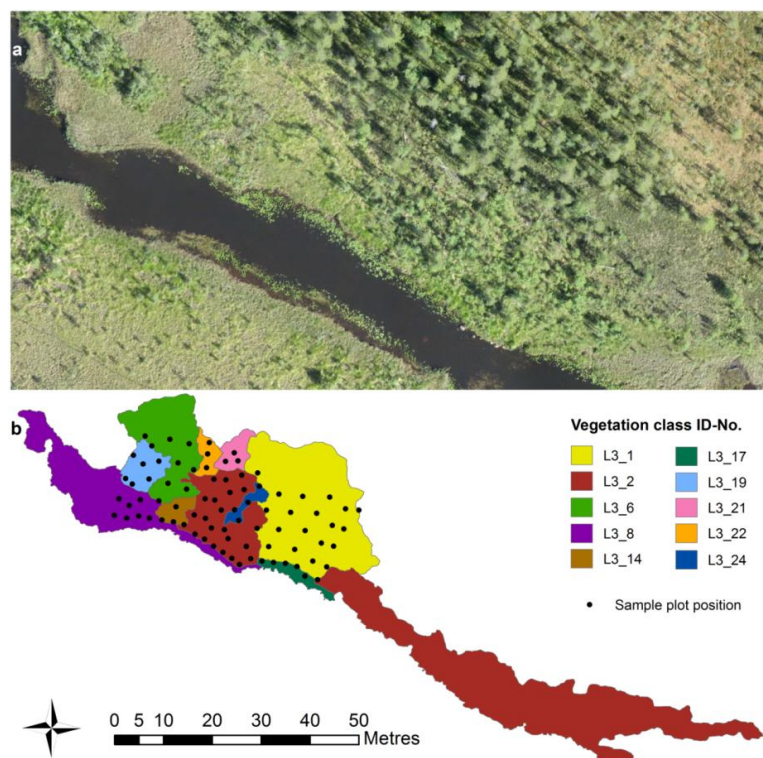 a
b
Vegetation class ID-No.
L3_1 L3_17
L3_2 L3_19
L3_6 L3_21
L3_8 L3_22
L3_14 L3_24
Sample plot position
0 5 10 20 30 40 50
Metres